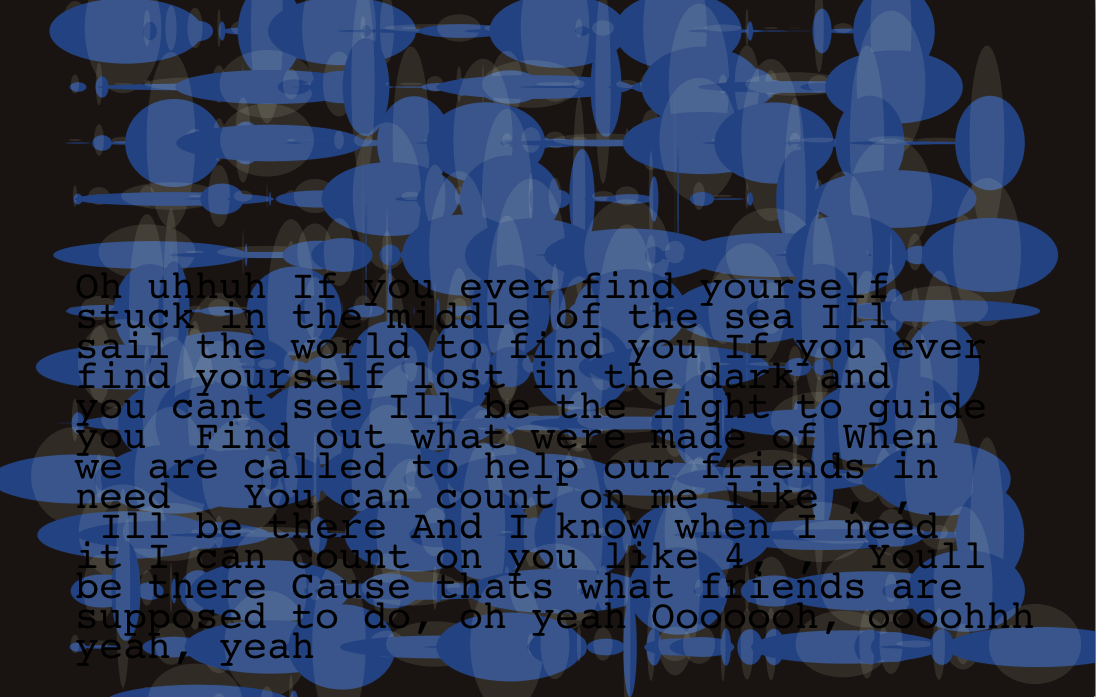 Oh uhhuh If you ever find yourself
stuck in the middle of the sea Ill
sail the world to find you If you ever
find yourself lost in the dark and
you cant see Ill be the light to guide
you  Find out what were made of When
we are called to help our friends in
need   You can count on me like , ,
 Ill be there And I know when I need
it I can count on you like 4, ,  Youll
be there Cause thats what friends are
supposed to do, oh yeah Ooooooh, oooohhh
yeah, yeah